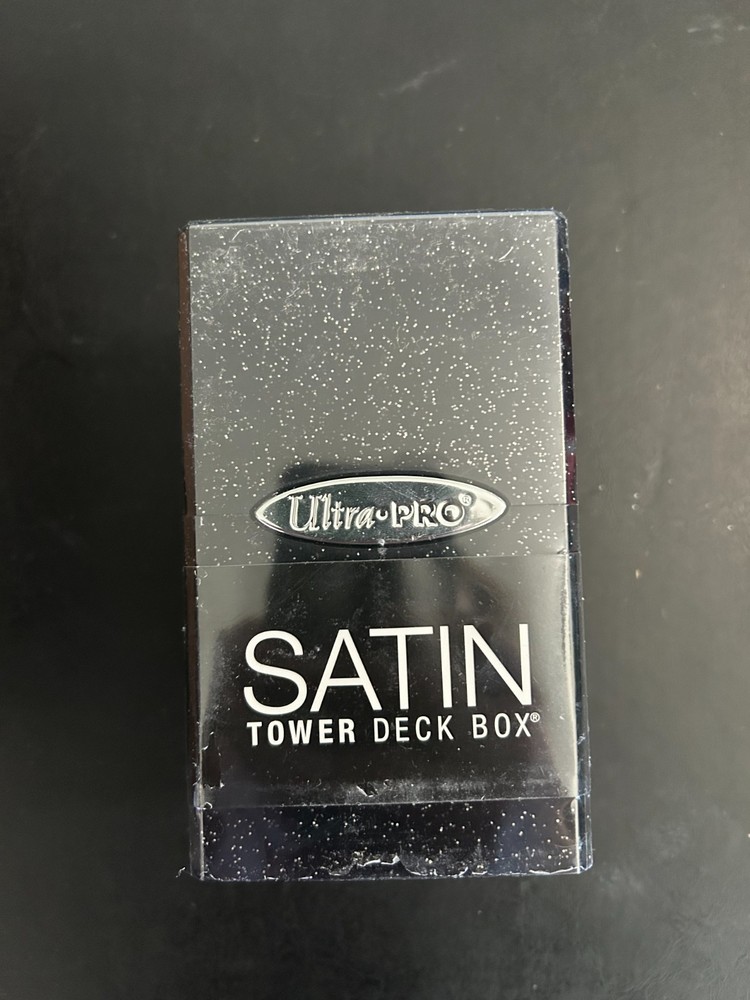 Ultra•PRO®
SATIN
TOWER DECK BOX®